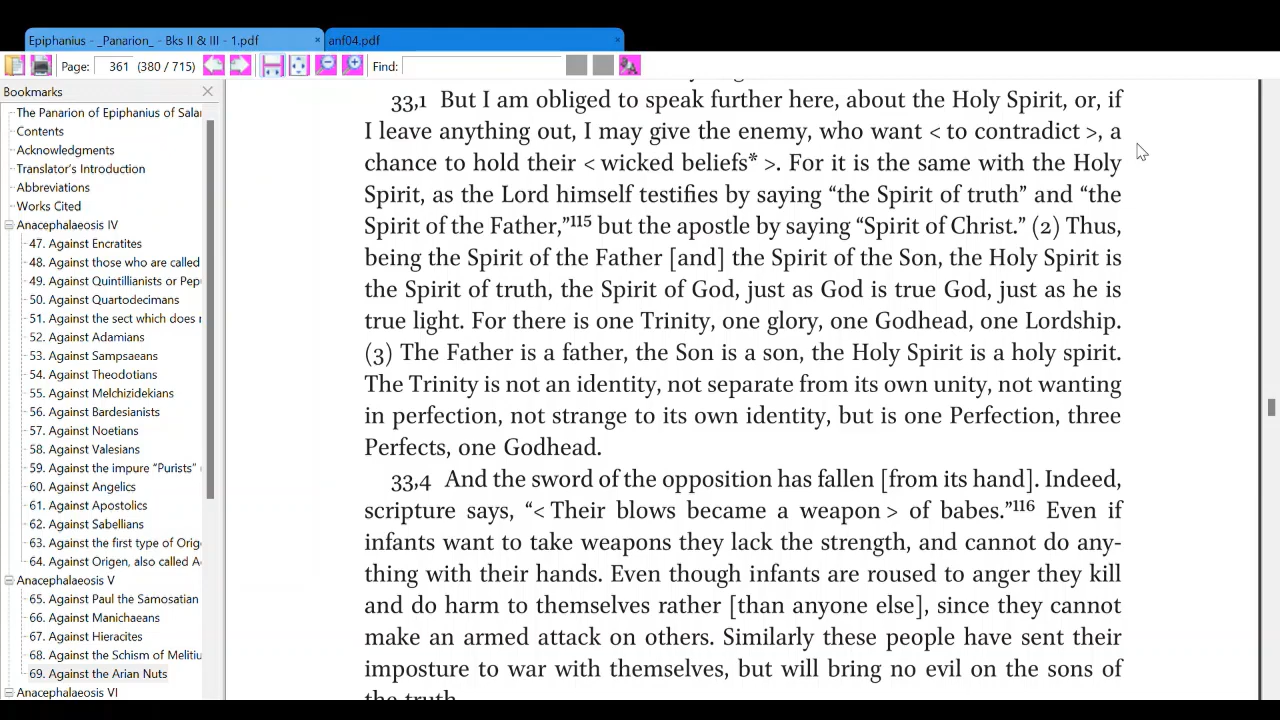 Epiphanius - _Panarion_ - Bks II & III - 1.pdf
anf04.pdf
Page: 361 (380 / 715) Find:
Bookmarks
The Panarion of Epiphanius of Sala
Contents
Acknowledgments
Translator's Introduction
Abbreviations
Works Cited
Anacephalaeosis IV
47. Against Encratites
48. Against those who are called
49. Against Quintillianists or Pep
50. Against Quartodecimans
51. Against the sect which does r
52. Against Adamians
53. Against Sampsaeans
54. Against Theodotians
55. Against Melchizidekians
56. Against Bardesianists
57. Against Noetians
58. Against Valesians
59. Against the impure “Purists” (
60. Against Angelics
61. Against Apostolics
62. Against Sabellians
63. Against the first type of Orig
64. Against Origen, also called A
Anacephalaeosis V
65. Against Paul the Samosatian
66. Against Manichaeans
67. Against Hieracites
68. Against the Schism of Melitiu
69. Against the Arian Nuts
Anacephalaeosis VI
33,1 But I am obliged to speak further here, about the Holy Spirit, or, if
I leave anything out, I may give the enemy, who want < to contradict >, a
chance to hold their < wicked beliefs* >. For it is the same with the Holy
Spirit, as the Lord himself testifies by saying “the Spirit of truth” and “the
Spirit of the Father,”115 but the apostle by saying “Spirit of Christ.” (2) Thus,
being the Spirit of the Father [and] the Spirit of the Son, the Holy Spirit is
the Spirit of truth, the Spirit of God, just as God is true God, just as he is
true light. For there is one Trinity, one glory, one Godhead, one Lordship.
(3) The Father is a father, the Son is a son, the Holy Spirit is a holy spirit.
The Trinity is not an identity, not separate from its own unity, not wanting
in perfection, not strange to its own identity, but is one Perfection, three
Perfects, one Godhead.
33,4 And the sword of the opposition has fallen [from its hand]. Indeed,
scripture says, “< Their blows became a weapon > of babes.”116 Even if
infants want to take weapons they lack the strength, and cannot do any-
thing with their hands. Even though infants are roused to anger they kill
and do harm to themselves rather [than anyone else], since they cannot
make an armed attack on others. Similarly these people have sent their
imposture to war with themselves, but will bring no evil on the sons of
the truth.